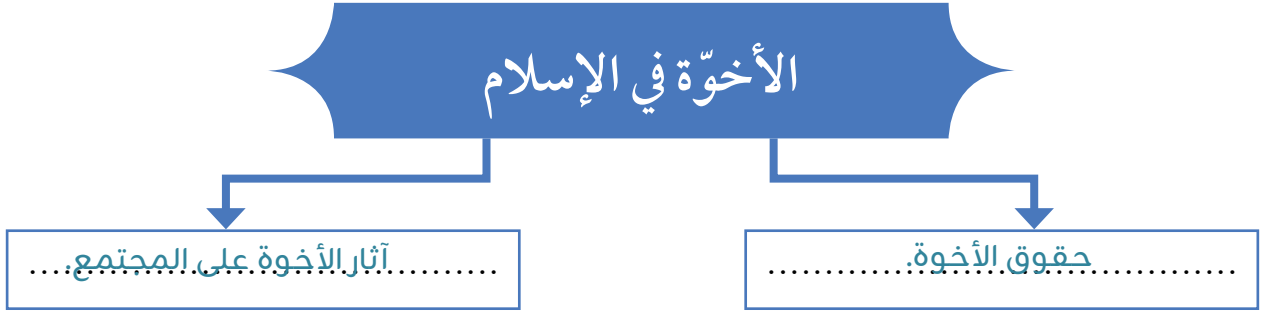 الأخوّة في الإسلام
حقوق الأخوة.
آثار الأخوة على المجتمع.